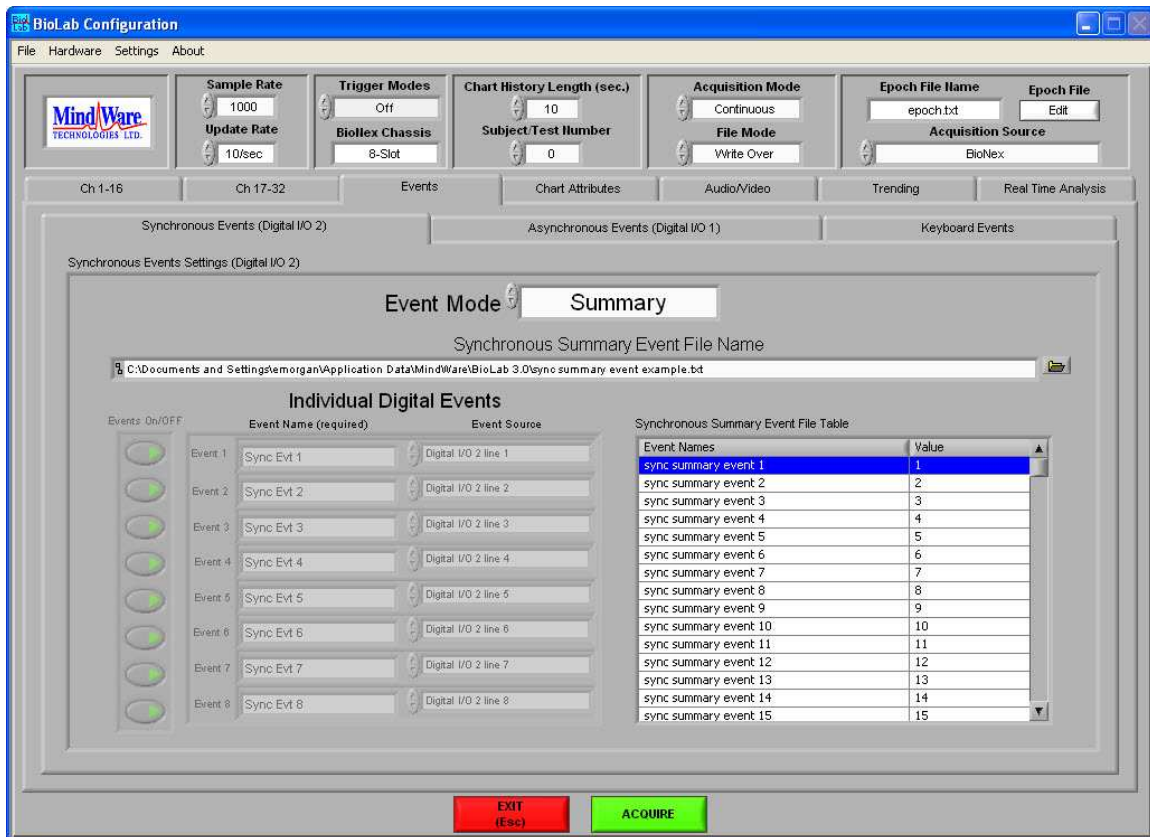 BioLab Configuration
File Hardware Settings About
MindWare
TECHNOLOGIES LTD.
Sample Rate
1000
Update Rate
10/sec
Trigger Modes
Off
BioNex Chassis
8-Slot
Chart History Length (sec.)
10
Subject/Test Number
0
Acquisition Mode
Continuous
File Mode
Write Over
Epoch File Name
epoch.txt
Epoch File
Edit
Acquisition Source
BioNex
Ch 1-16
Ch 17-32
Events
Chart Attributes
Audio/Video
Trending
Real Time Analysis
Synchronous Events (Digital I/O 2)
Asynchronous Events (Digital I/O 1)
Keyboard Events
Synchronous Events Settings (Digital I/O 2)
Event Mode
Summary
Synchronous Summary Event File Name
C:\Documents and Settings\emorgan\Application Data\MindWare\BioLab 3.0\sync summary event example.txt
Individual Digital Events
Events On/OFF
Event Name (required)
Event Source
Event 1 Sync Evt 1 Digital I/O 2 line 1
Event 2 Sync Evt 2 Digital I/O 2 line 2
Event 3 Sync Evt 3 Digital I/O 2 line 3
Event 4 Sync Evt 4 Digital I/O 2 line 4
Event 5 Sync Evt 5 Digital I/O 2 line 5
Event 6 Sync Evt 6 Digital I/O 2 line 6
Event 7 Sync Evt 7 Digital I/O 2 line 7
Event 8 Sync Evt 8 Digital I/O 2 line 8
Synchronous Summary Event File Table
Event Names Value
sync summary event 1 1
sync summary event 2 2
sync summary event 3 3
sync summary event 4 4
sync summary event 5 5
sync summary event 6 6
sync summary event 7 7
sync summary event 8 8
sync summary event 9 9
sync summary event 10 10
sync summary event 11 11
sync summary event 12 12
sync summary event 13 13
sync summary event 14 14
sync summary event 15 15
EXIT
(Esc)
ACQUIRE